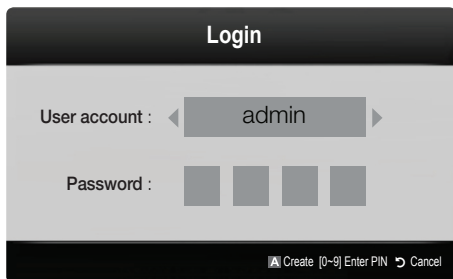 Login
User account : admin
Password :
A Create [0~9] Enter PIN Cancel